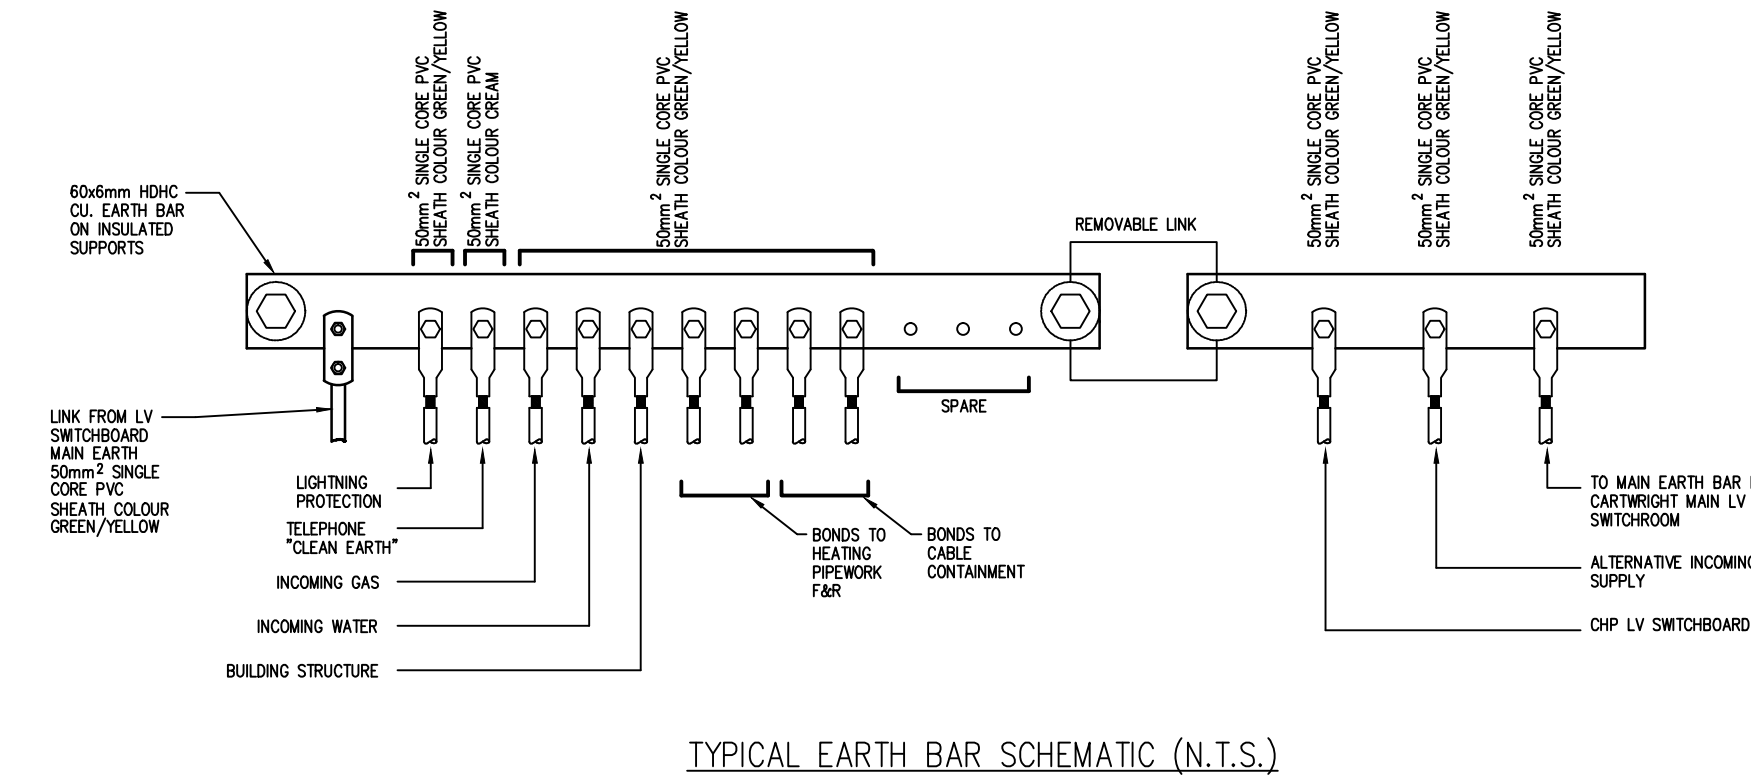 50mm² SINGLE CORE PVC
SHEATH COLOUR GREEN/YELLOW
50mm² SINGLE CORE PVC
SHEATH COLOUR CREAM
50mm² SINGLE CORE PVC
SHEATH COLOUR GREEN/YELLOW
50mm² SINGLE CORE PVC
SHEATH COLOUR GREEN/YELLOW
50mm² SINGLE CORE PVC
SHEATH COLOUR GREEN/YELLOW
50mm² SINGLE CORE PVC
SHEATH COLOUR GREEN/YELLOW
60x6mm HDHC
CU. EARTH BAR
ON INSULATED
SUPPORTS
REMOVABLE LINK
SPARE
LINK FROM LV
SWITCHBOARD
MAIN EARTH
50mm² SINGLE
CORE PVC
SHEATH COLOUR
GREEN/YELLOW
LIGHTNING
PROTECTION
TELEPHONE
"CLEAN EARTH"
INCOMING GAS
INCOMING WATER
BUILDING STRUCTURE
BONDS TO
HEATING
PIPEWORK
F&R
BONDS TO
CABLE
CONTAINMENT
TO MAIN EARTH BAR
CARTWRIGHT MAIN LV
SWITCHROOM
ALTERNATIVE INCOMING
SUPPLY
CHP LV SWITCHBOARD
TYPICAL EARTH BAR SCHEMATIC (N.T.S.)